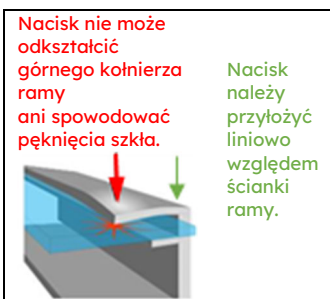 Nacisk nie może
odkształcić
górnego kołnierza
ramy
ani spowodować
pęknięcia szkła.
Nacisk
należy
przyłożyć
liniowo
względem
ścianki
ramy.